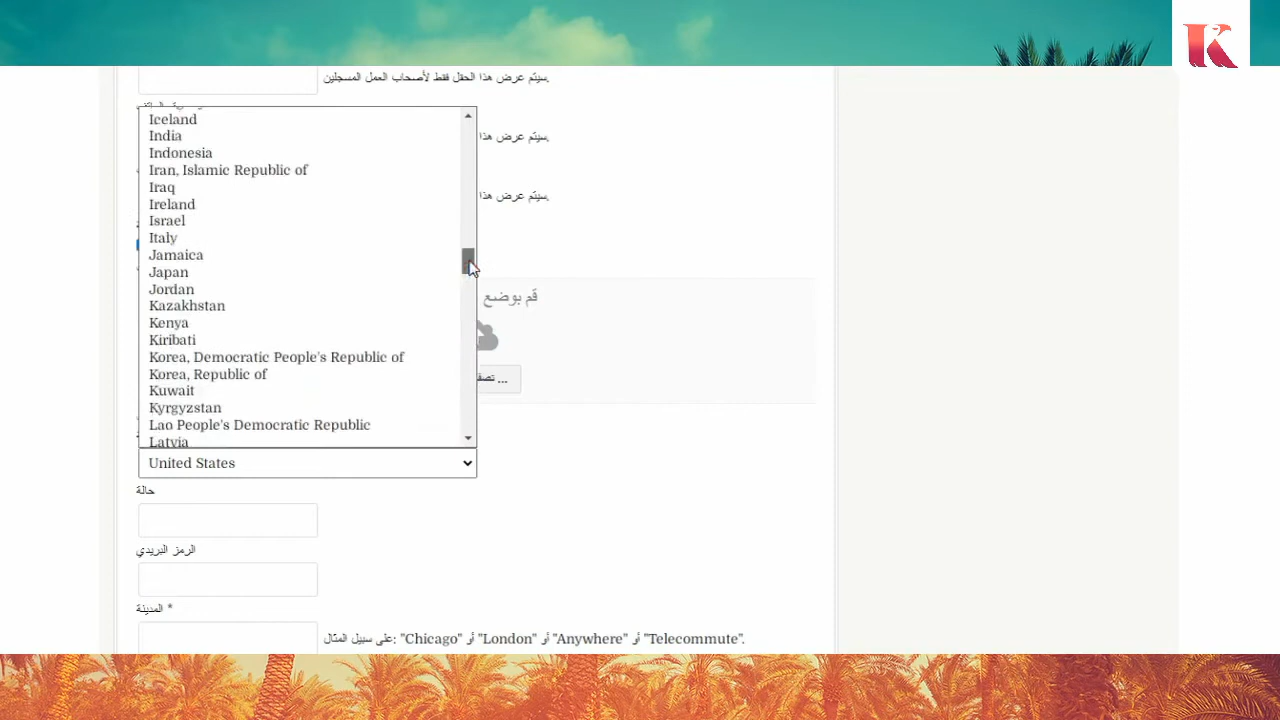 سيتم عرض هذا الحقل فقط لأصحاب العمل المسجلين.
Iceland
سيتم عرض هذا.
India
Indonesia
Iran, Islamic Republic of
Iraq
سيتم عرض هذا.
Ireland
Israel
Italy
Jamaica
Japan
Jordan
قم بوضع
Kazakhstan
Kenya
Kiribati
Korea, Democratic People's Republic of
Korea, Republic of
... تصف
Kuwait
Kyrgyzstan
Lao People's Democratic Republic
Latvia
United States
حالة
الرمز البريدي
المدينة *
على سبيل المثال: "Chicago" أو "London" أو "Anywhere" أو "Telecommute".
K